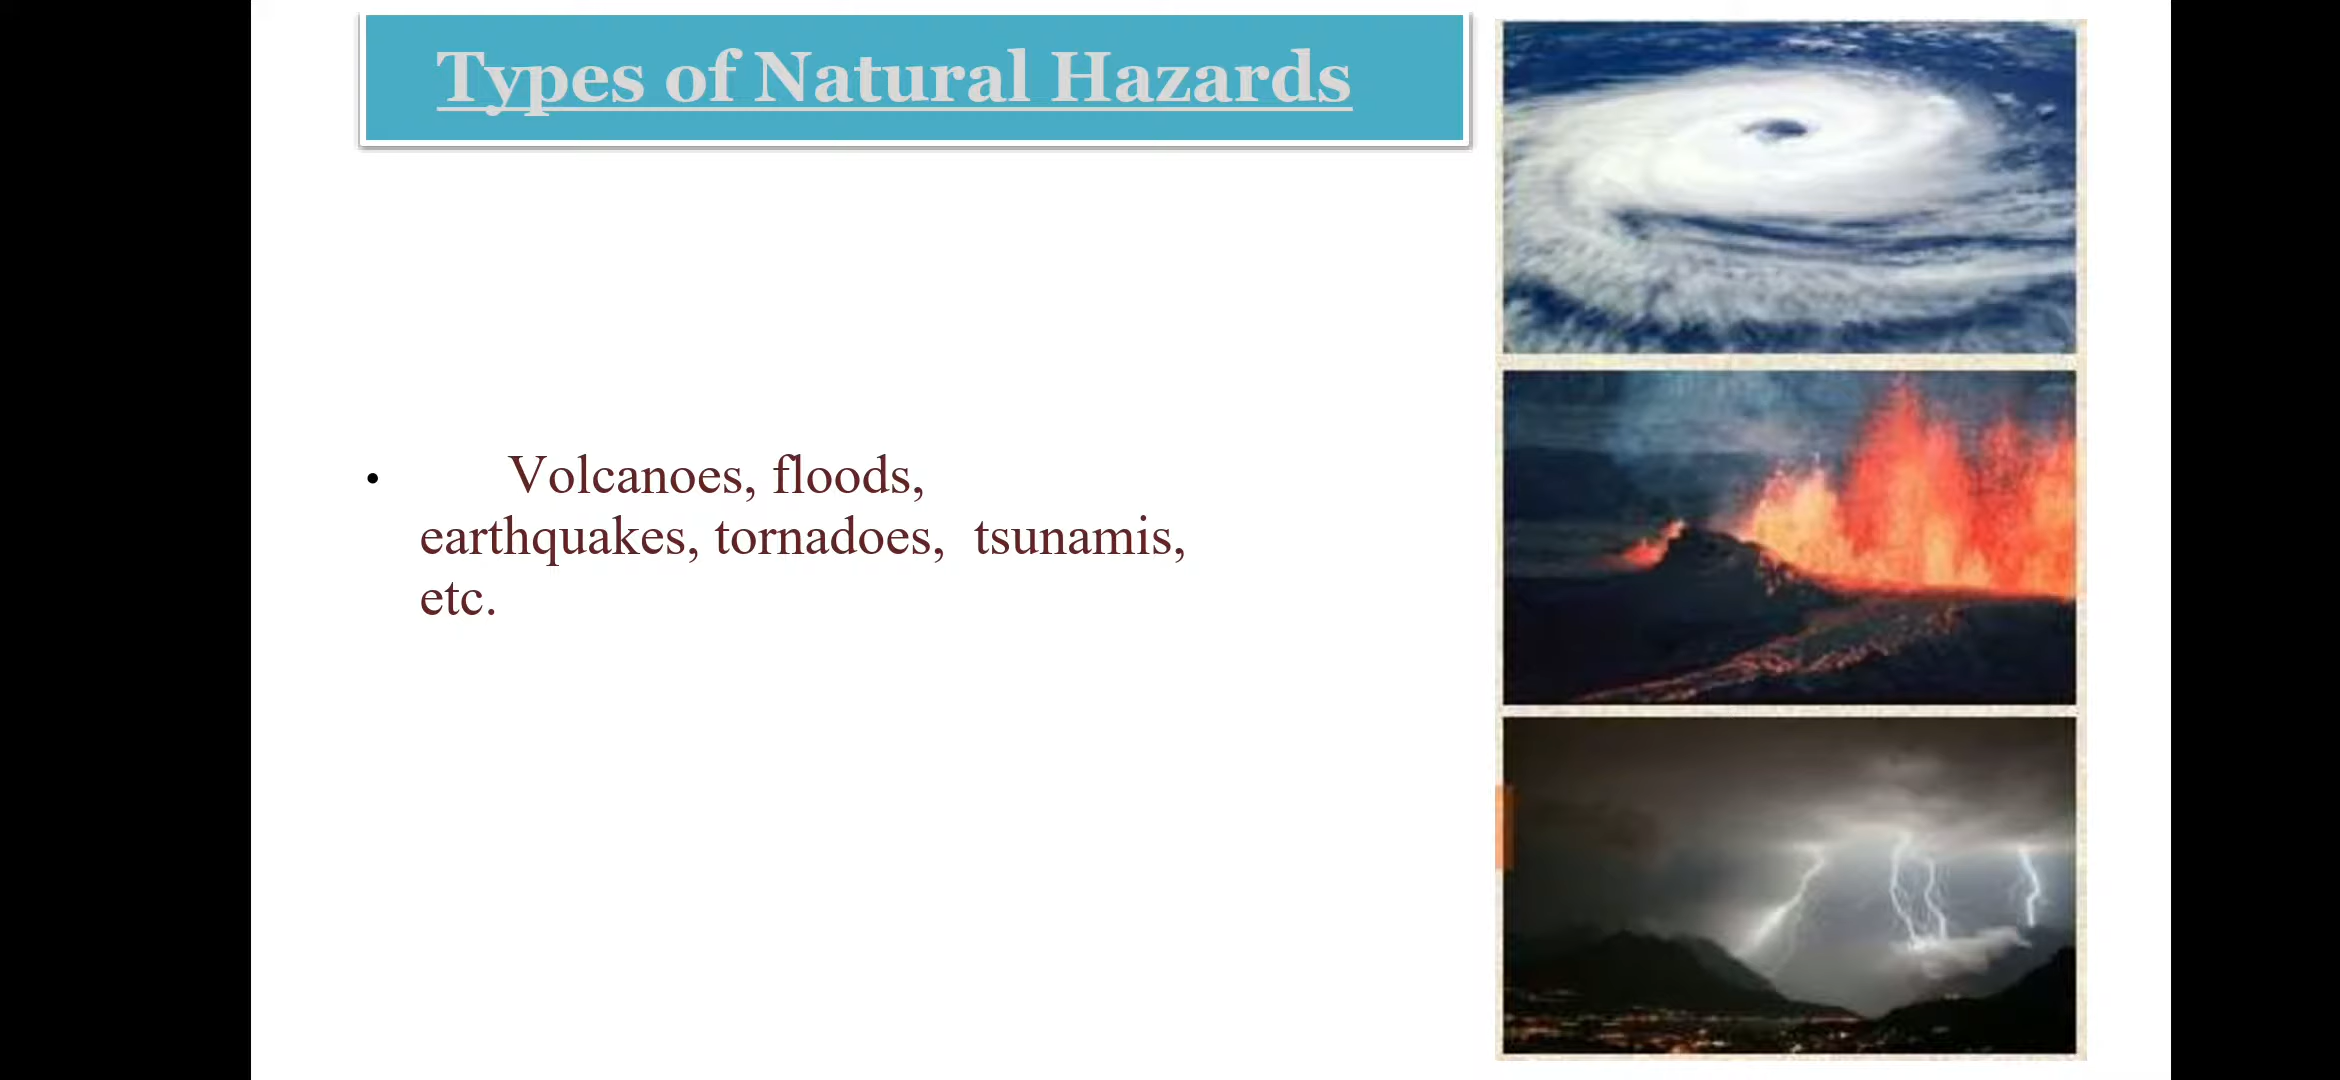 Types of Natural Hazards
• Volcanoes, floods,
earthquakes, tornadoes, tsunamis,
etc.